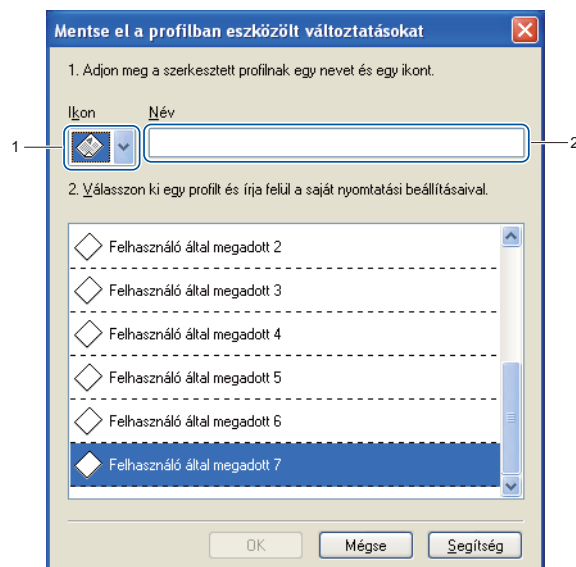 Mentse el a profilban eszközölt változtatásokat
1. Adjon meg a szerkesztett profilnak egy nevet és egy ikont.
Ikon Név
1
2
2. Válasszon ki egy profilt és írja felül a saját nyomtatási beállításaival.
Felhasználó által megadott 2
Felhasználó által megadott 3
Felhasználó által megadott 4
Felhasználó által megadott 5
Felhasználó által megadott 6
Felhasználó által megadott 7
OK Mégse Segítség